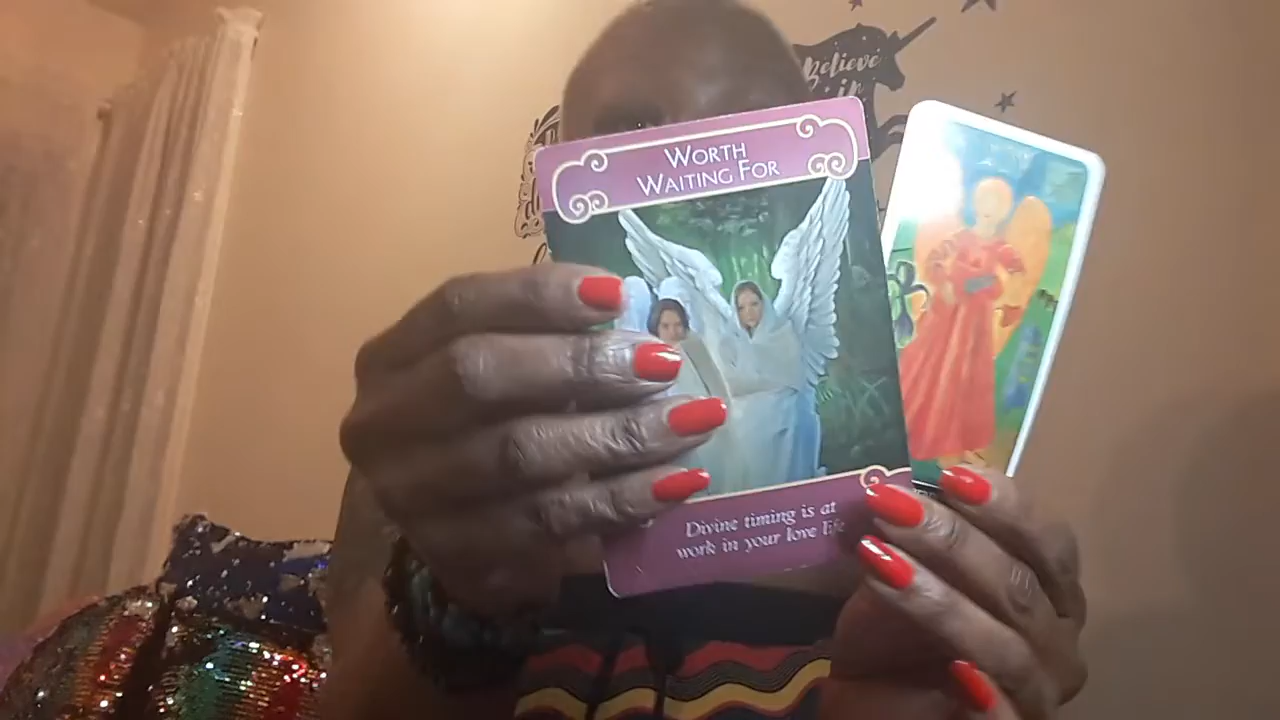 Believe
in
WORTH
WAITING FOR
Divine timing is at
work in your love life